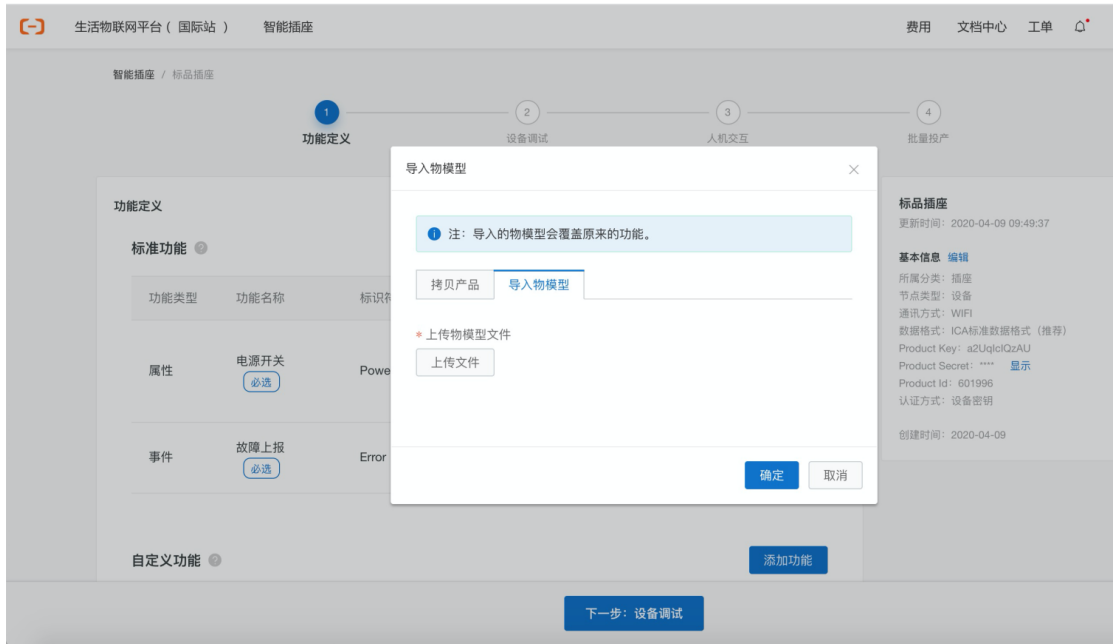 生活物联网平台（ 国际站 ） 智能插座 费用 文档中心 工单
智能插座 / 标品插座
1 2 3 4
功能定义 设备调试 人机交互 批量投产
导入物模型
功能定义
标准功能
注：导入的物模型会覆盖原来的功能。
拷贝产品 导入物模型
功能类型 功能名称 标识符
* 上传物模型文件
上传文件
属性 电源开关 Powe
必选
事件 故障上报 Error
必选
确定 取消
自定义功能 添加功能
下一步：设备调试
标品插座
更新时间：2020-04-09 09:49:37
基本信息 编辑
所属分类：插座
节点类型：设备
通讯方式：WIFI
数据格式：ICA标准数据格式（推荐）
Product Key：a2UqIcIQzAU
Product Secret：**** 显示
Product Id：601996
认证方式：设备密钥
创建时间：2020-04-09